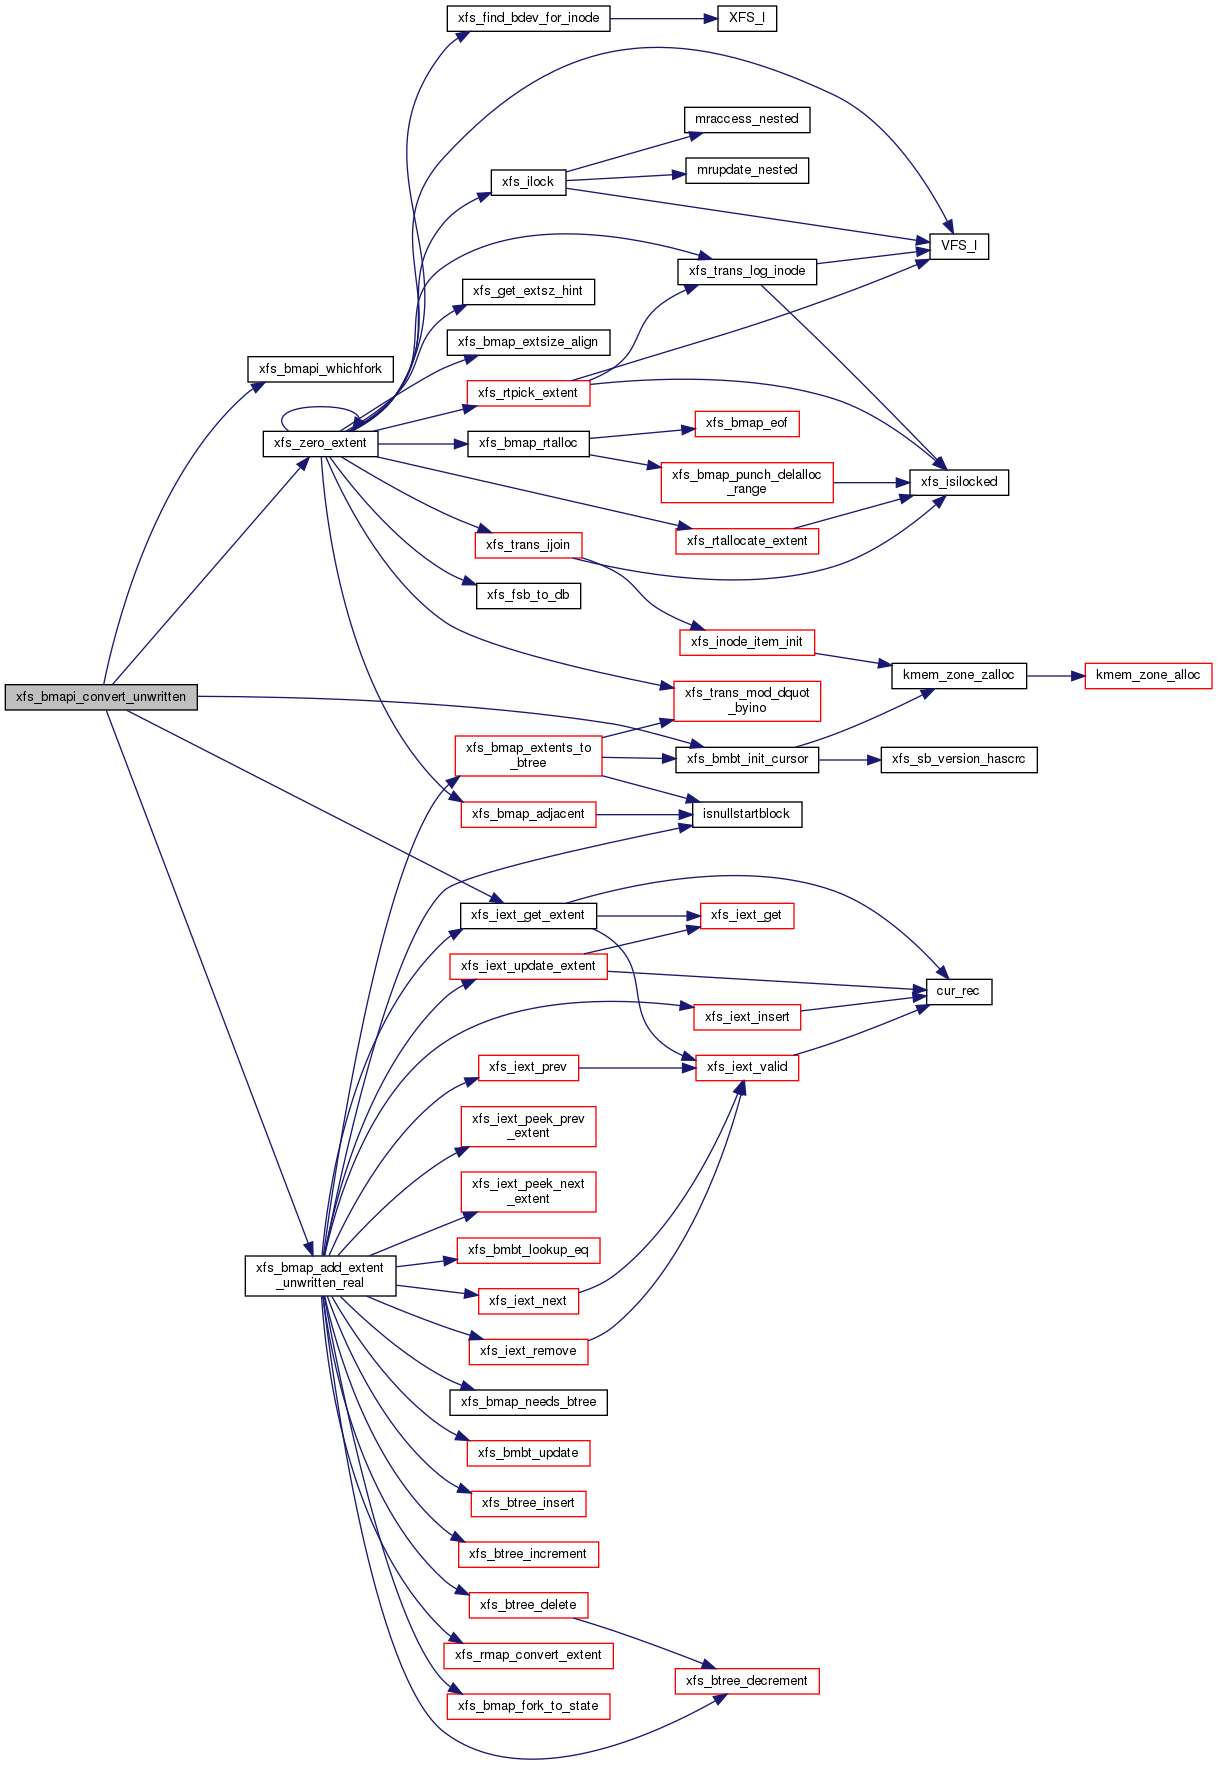 xfs_find_bdev_for_inode
XFS_I
mraccess_nested
mrupdate_nested
xfs_ilock
VFS_I
xfs_trans_log_inode
xfs_get_extsz_hint
xfs_bmap_extsize_align
xfs_bmapi_whichfork
xfs_rtpick_extent
xfs_bmap_eof
xfs_zero_extent
xfs_bmap_rtalloc
xfs_bmap_punch_delalloc
_range
xfs_isilocked
xfs_rtallocate_extent
xfs_trans_ijoin
xfs_fsb_to_db
xfs_inode_item_init
kmem_zone_zalloc
kmem_zone_alloc
xfs_bmapi_convert_unwritten
xfs_trans_mod_dquot
_byino
xfs_bmap_extents_to
_btree
xfs_bmbt_init_cursor
xfs_sb_version_hascrc
xfs_bmap_adjacent
isnullstartblock
xfs_iext_get_extent
xfs_iext_get
xfs_iext_update_extent
cur_rec
xfs_iext_insert
xfs_iext_prev
xfs_iext_valid
xfs_iext_peek_prev
_extent
xfs_iext_peek_next
_extent
xfs_bmbt_lookup_eq
xfs_bmap_add_extent
_unwritten_real
xfs_iext_next
xfs_iext_remove
xfs_bmap_needs_btree
xfs_bmbt_update
xfs_btree_insert
xfs_btree_increment
xfs_btree_delete
xfs_rmap_convert_extent
xfs_btree_decrement
xfs_bmap_fork_to_state